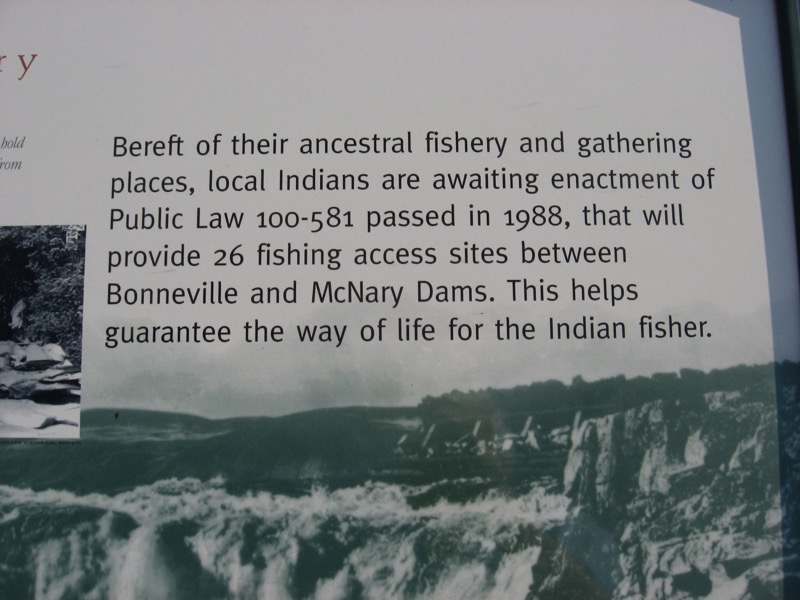 ry
hold
from
Bereft of their ancestral fishery and gathering
places, local Indians are awaiting enactment of
Public Law 100-581 passed in 1988, that will
provide 26 fishing access sites between
Bonneville and McNary Dams. This helps
guarantee the way of life for the Indian fisher.